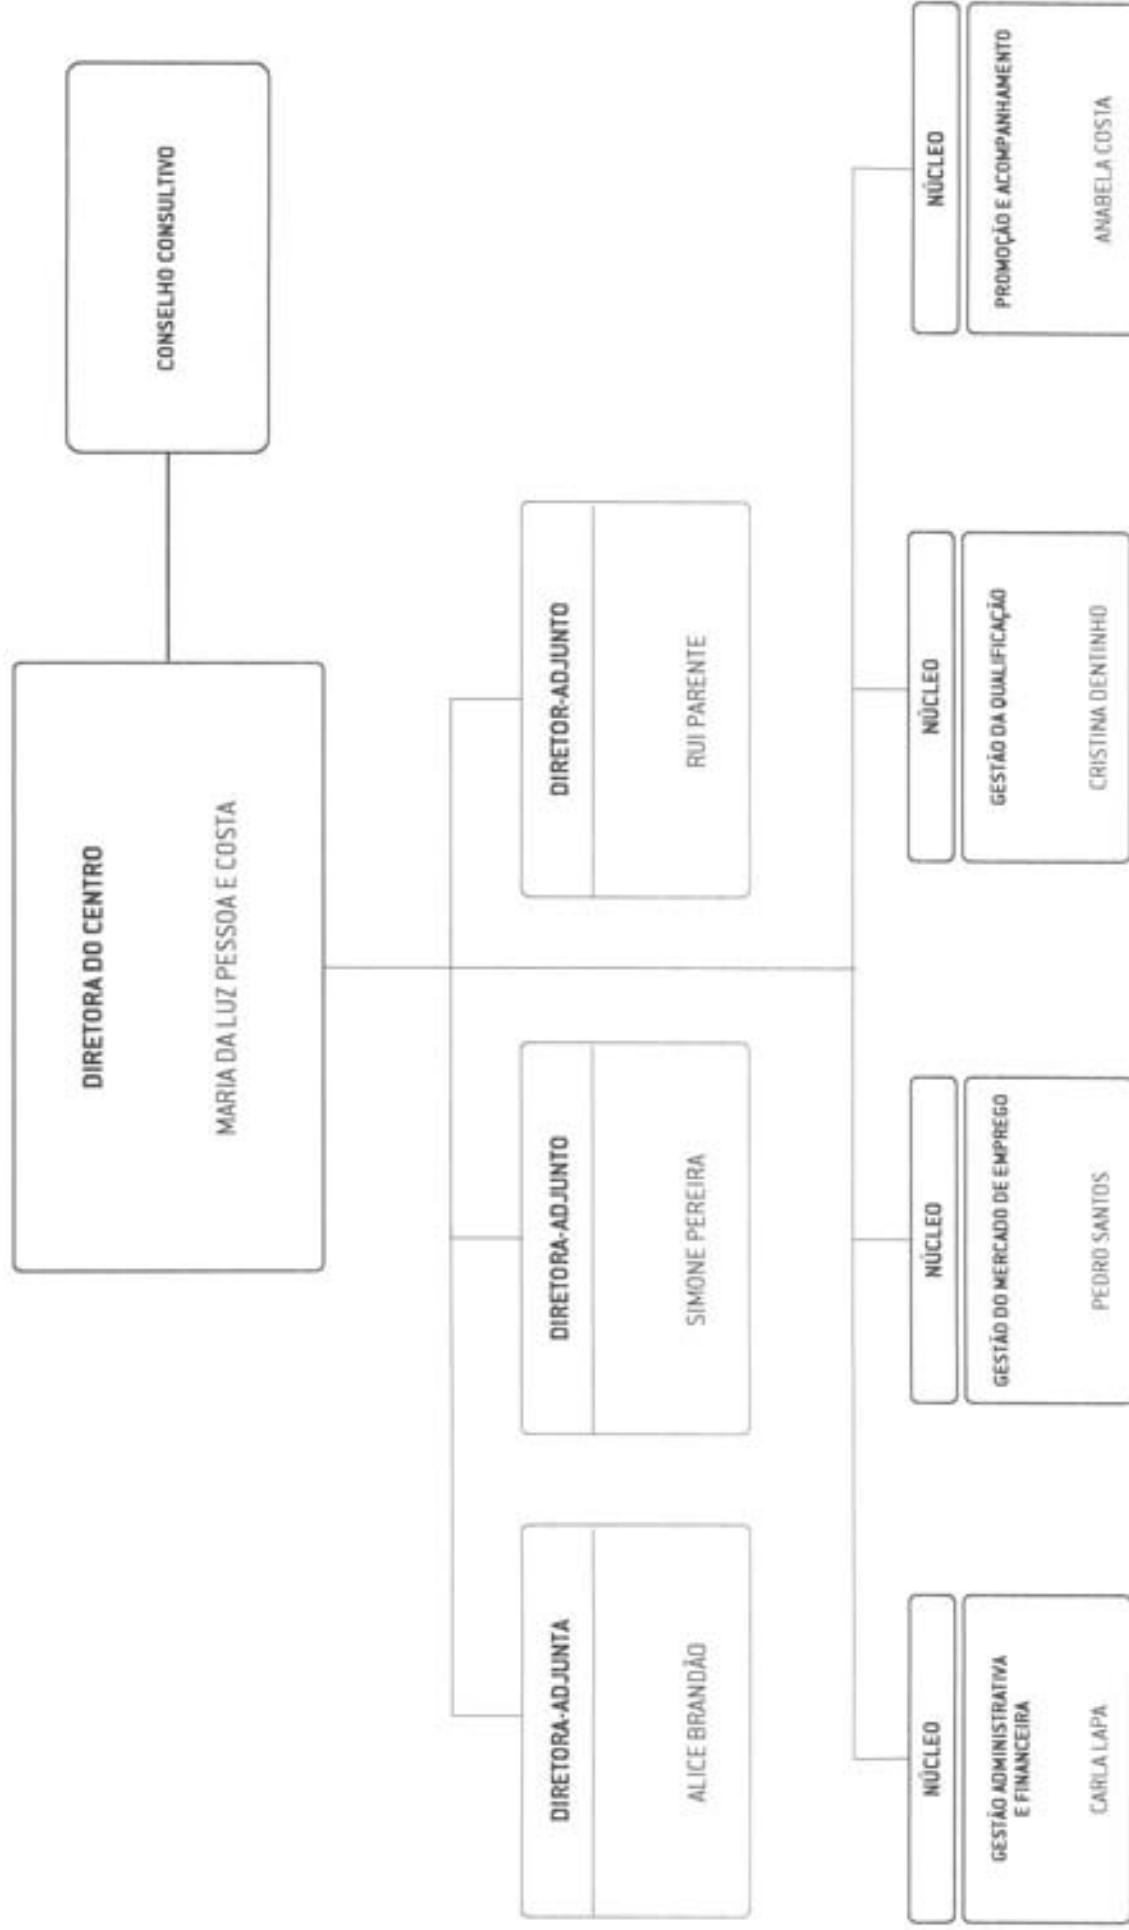 DIRETORA DO CENTRO
MARIA DA LUZ PESSOA E COSTA
CONSELHO CONSULTIVO
DIRETORA-ADJUNTA
ALICE BRANDÃO
DIRETORA-ADJUNTO
SIMONE PEREIRA
DIRETOR-ADJUNTO
RUI PARENTE
NÚCLEO
GESTÃO ADMINISTRATIVA
E FINANCEIRA
CARLA LAPA
NÚCLEO
GESTÃO DO MERCADO DE EMPREGO
PEDRO SANTOS
NÚCLEO
GESTÃO DA QUALIFICAÇÃO
CRISTINA DENTINHO
NÚCLEO
PROMOÇÃO E ACOMPANHAMENTO
ANABELA COSTA